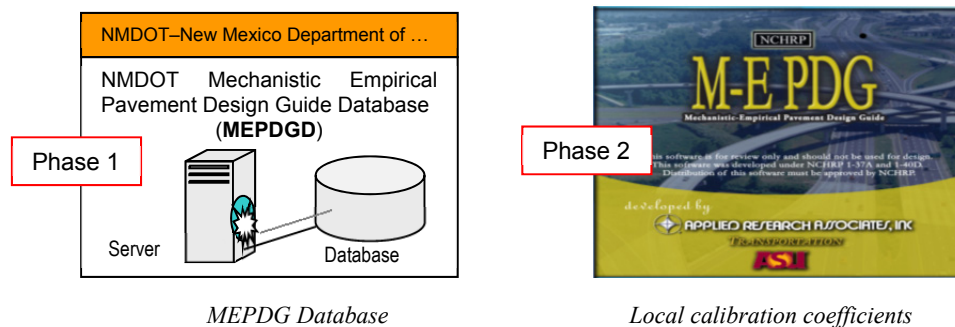 NMDOT–New Mexico Department of …
NMDOT Mechanistic Empirical
Pavement Design Guide Database
(MEPDGD)
Phase 1
Server
Database
MEPDG Database
NCHRP
M-E PDG
Mechanistic-Empirical Pavement Design Guide
Phase 2
his software is for review only and should not be used for design.
This software was developed under NCHRP 1-37A and 1-40D.
Distribution of this software must be approved by NCHRP.
developed by
APPLIED RESEARCH ASSOCIATES, INC
TRANSPORTATION
ASU
Local calibration coefficients